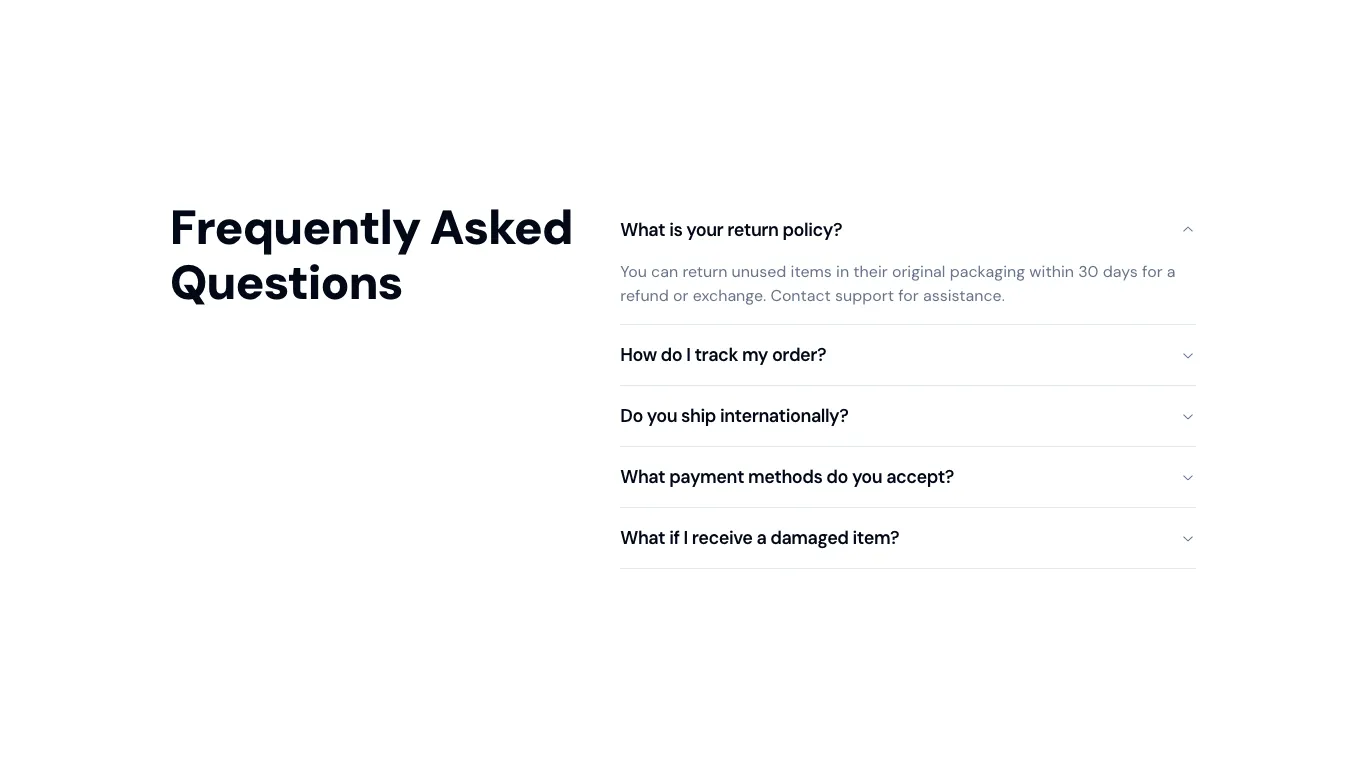 Frequently Asked
Questions
What is your return policy?
You can return unused items in their original packaging within 30 days for a
refund or exchange. Contact support for assistance.
How do I track my order?
Do you ship internationally?
What payment methods do you accept?
What if I receive a damaged item?